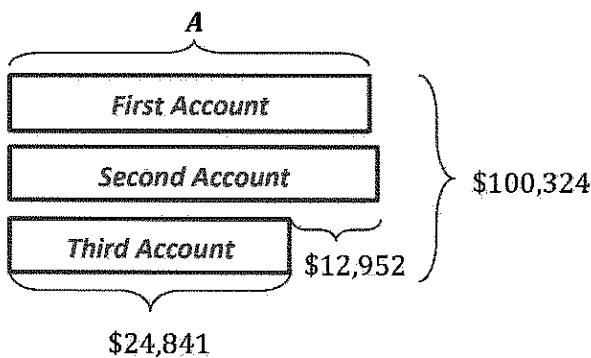 A
First Account
Second Account
$100,324
Third Account
$12,952
$24,841